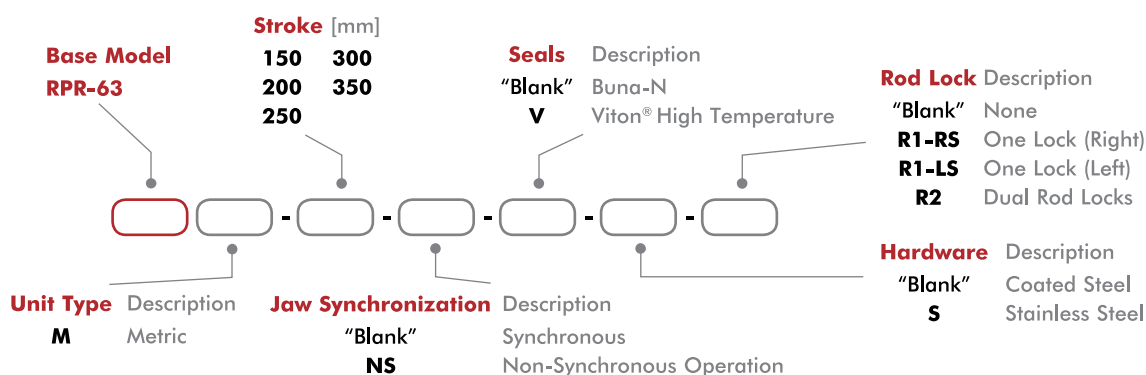 Stroke [mm]
150 300
200 350
250
Base Model
RPR-63
Seals Description
"Blank" Buna-N
V Viton® High Temperature
Rod Lock Description
"Blank" None
R1-RS One Lock (Right)
R1-LS One Lock (Left)
R2 Dual Rod Locks
- - - - -
Unit Type Description
M Metric
Jaw Synchronization Description
"Blank" Synchronous
NS Non-Synchronous Operation
Hardware Description
"Blank" Coated Steel
S Stainless Steel